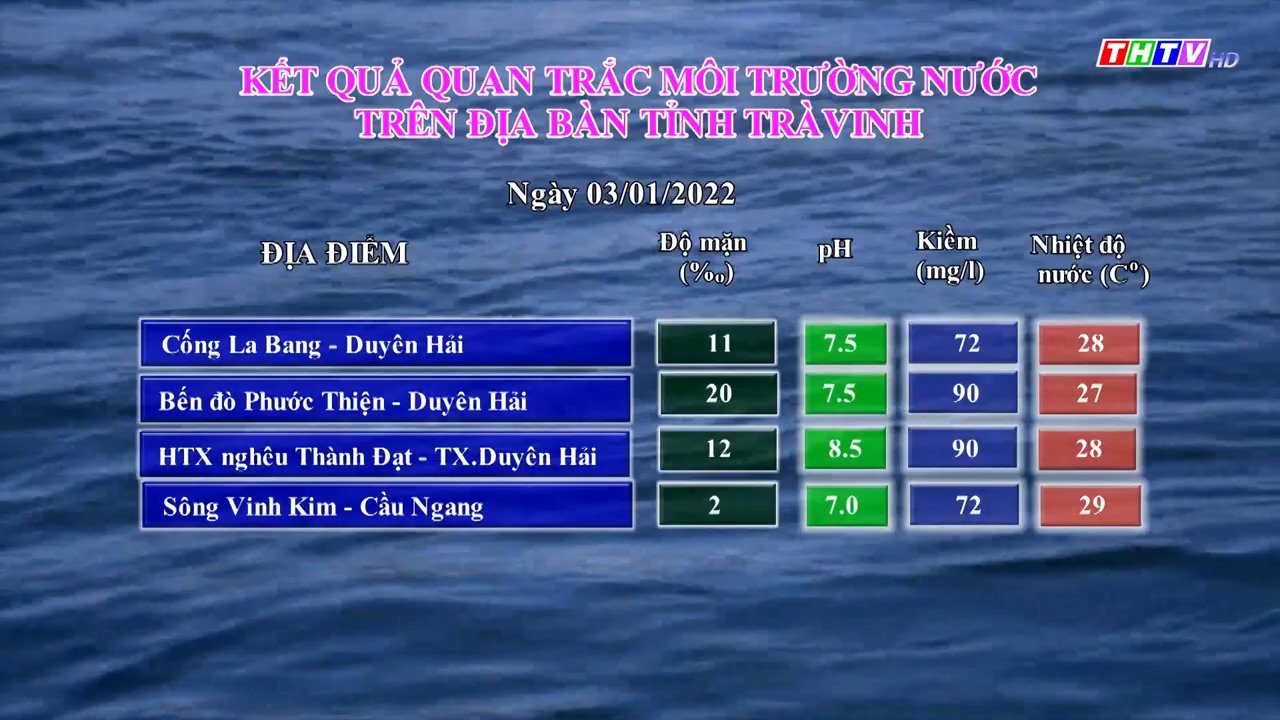 THTV HD
KẾT QUẢ QUAN TRẮC MÔI TRƯỜNG NƯỚC
TRÊN ĐỊA BÀN TỈNH TRÀVINH
Ngày 03/01/2022
ĐỊA ĐIỂM Độ mặn (‰) pH Kiềm (mg/l) Nhiệt độ nước (Cº)
Cống La Bang - Duyên Hải 11 7.5 72 28
Bến đò Phước Thiện - Duyên Hải 20 7.5 90 27
HTX nghêu Thành Đạt - TX.Duyên Hải 12 8.5 90 28
Sông Vinh Kim - Cầu Ngang 2 7.0 72 29